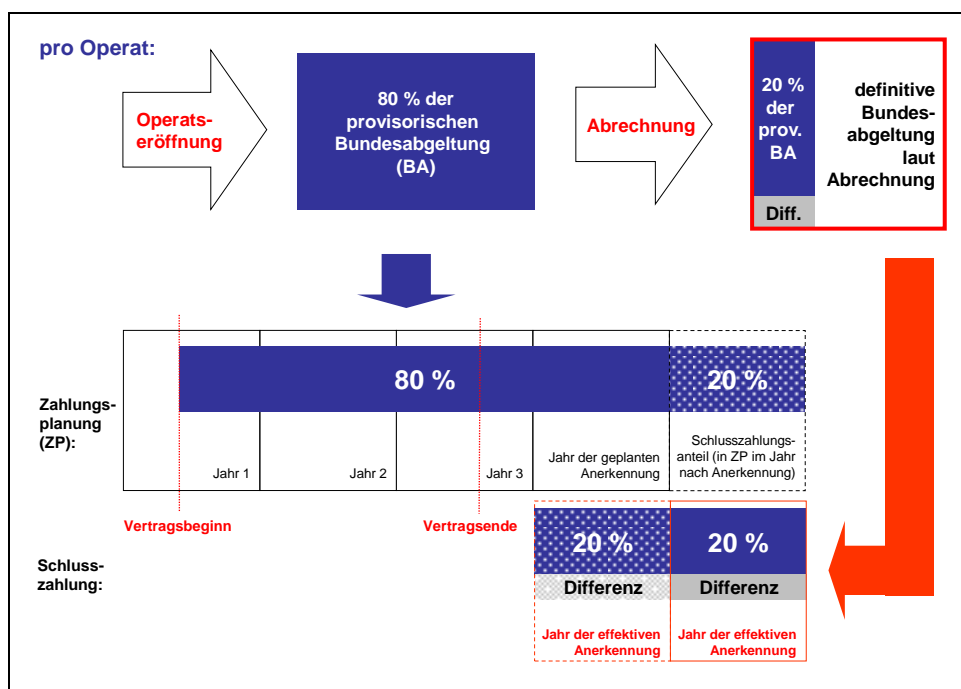 pro Operat:
Operats-
eröffnung
80 % der
provisorischen
Bundesabgeltung
(BA)
Abrechnung
20 %
der
prov.
BA
Diff.
definitive
Bundes-
abgeltung
laut
Abrechnung
80 %
20 %
Zahlungs-
planung
(ZP):
Jahr 1
Jahr 2
Jahr 3
Jahr der geplanten
Anerkennung
Schlusszahlungs-
anteil (in ZP im Jahr
nach Anerkennung)
Vertragsbeginn
Vertragsende
Schluss-
zahlung:
20 %
Differenz
20 %
Differenz
Jahr der effektiven
Anerkennung
Jahr der effektiven
Anerkennung